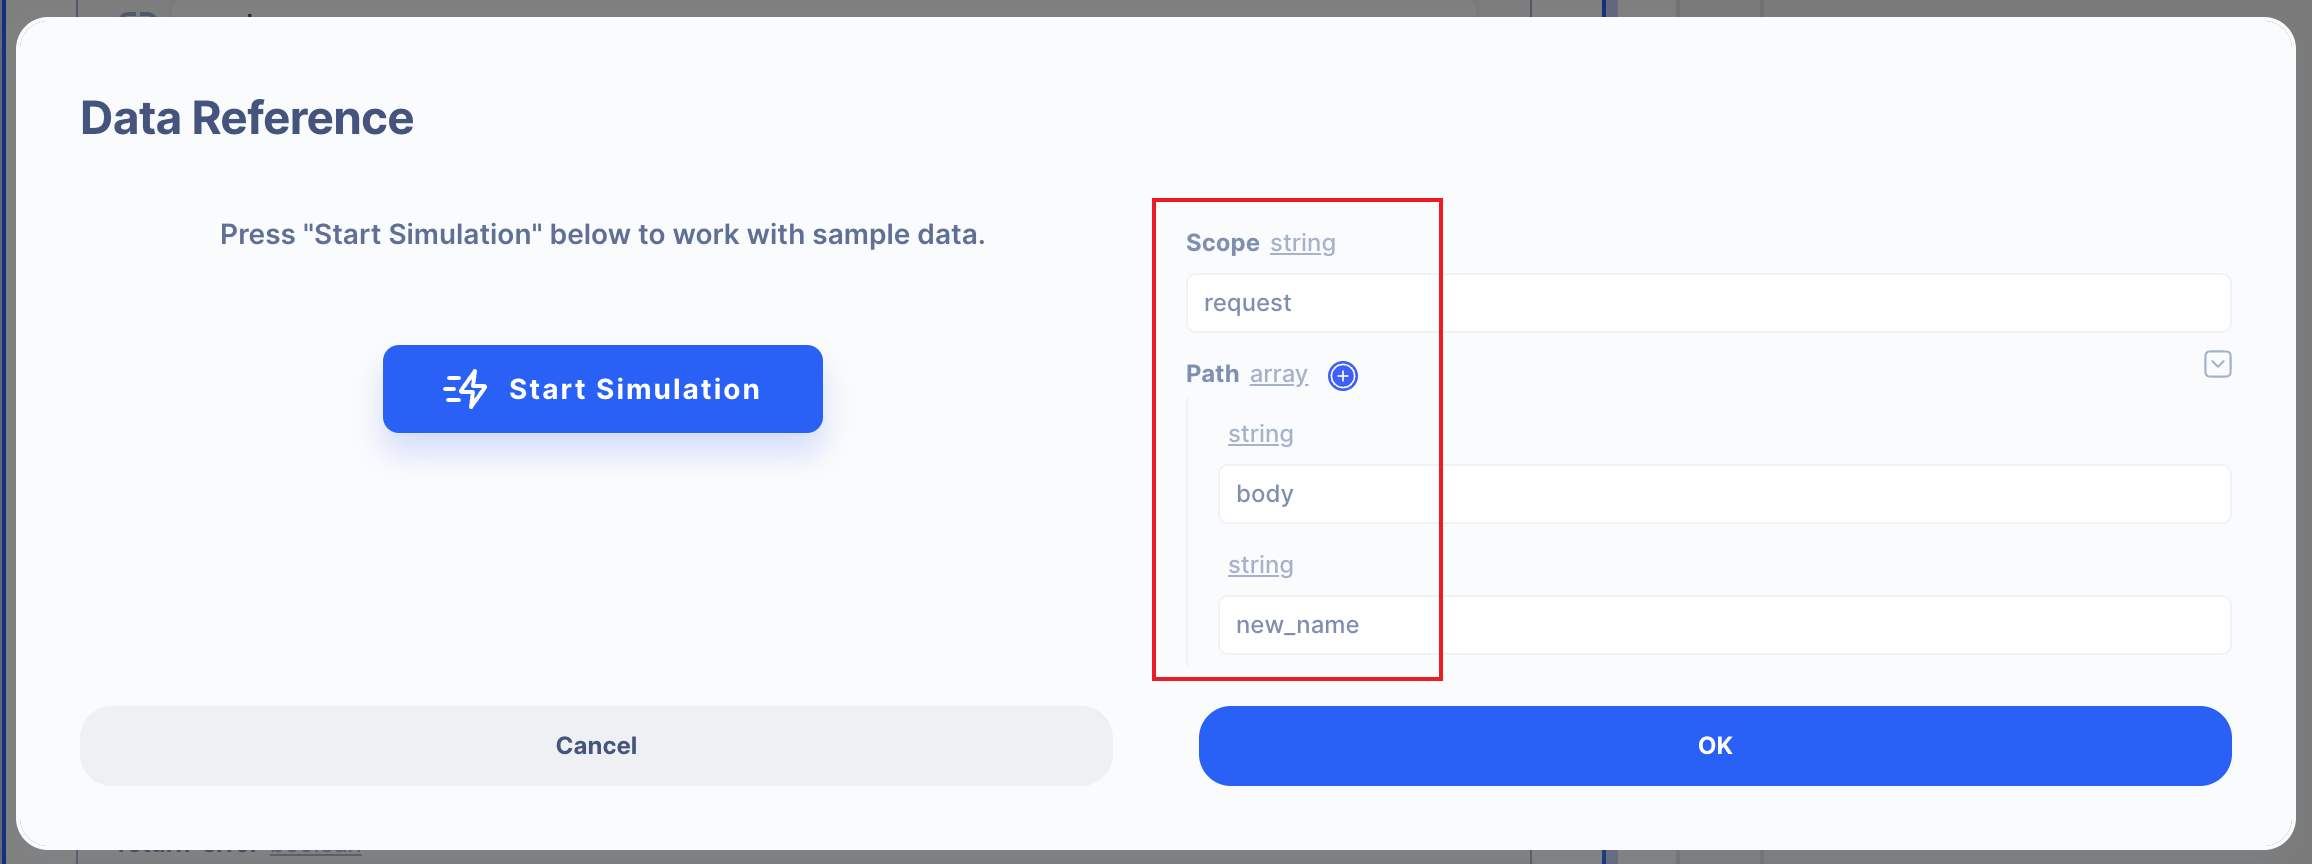 Data Reference
Press "Start Simulation" below to work with sample data.
Start Simulation
Scope string
request
Path array
string
body
string
new_name
Cancel
OK